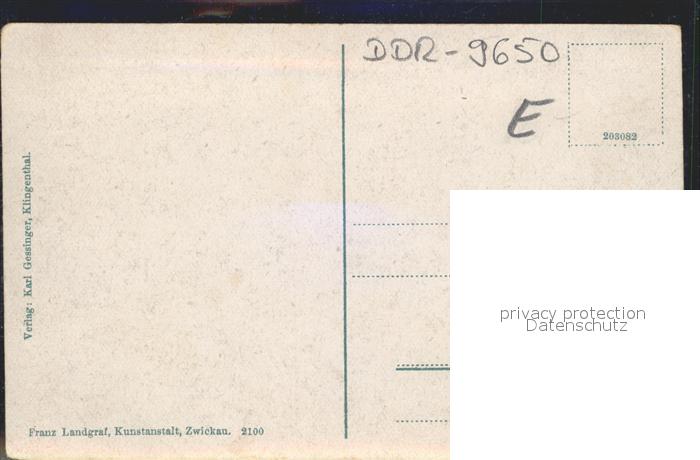 DDR-9650
E
203082
Verlag: Karl Gessinger, Klingenthal.
privacy protection
Datenschutz
Franz Landgraf, Kunstanstalt, Zwickau. 2100